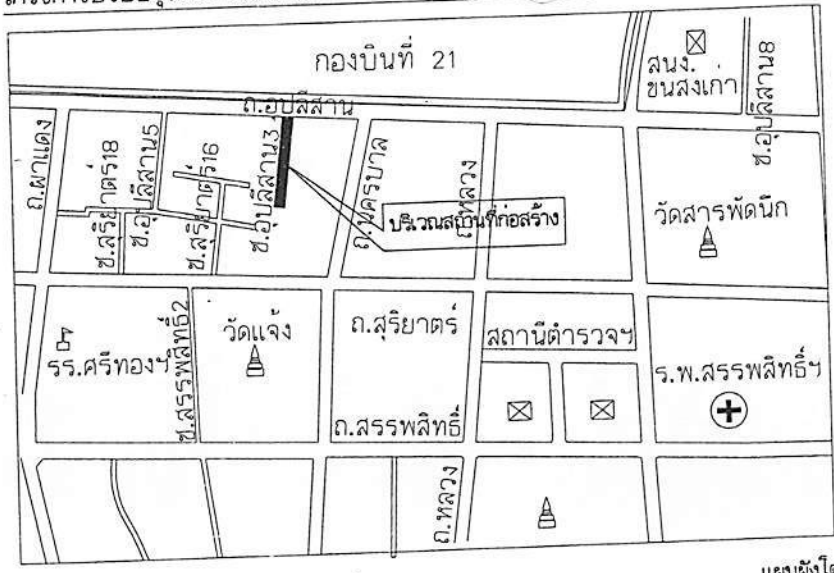 กองบินที่ 21
สนง.
ขนส่งเก่า
ซ.อุปลีสาน8
ถ.อุปลีสาน
ถ.ผาแดง
ซ.สุริยาตร์18
ซ.อุปลีสาน5
ซ.สุริยาตร์16
ซ.อุปลีสาน3
ถ.นครบาล
ถ.หลวง
บริเวณสถานที่ก่อสร้าง
วัดสารพัดนึก
รร.ศรีทองฯ
ซ.สรรพสิทธิ์2
วัดแจ้ง
ถ.สุริยาตร์
สถานีตำรวจฯ
ร.พ.สรรพสิทธิ์ฯ
ถ.สรรพสิทธิ์
ถ.หลวง